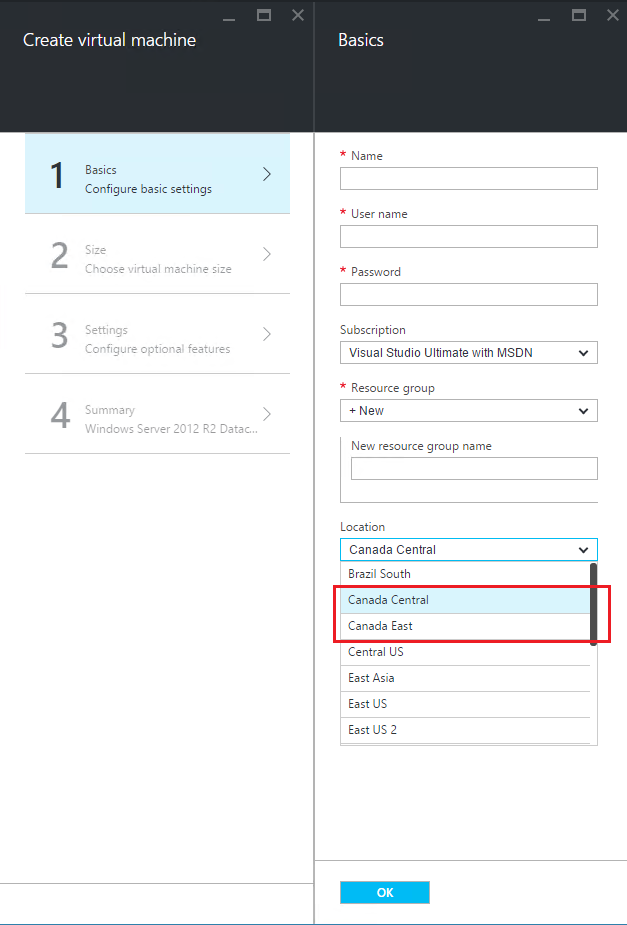 Create virtual machine
1
Basics
Configure basic settings
2
Size
Choose virtual machine size
3
Settings
Configure optional features
4
Summary
Windows Server 2012 R2 Datac...
Basics
* Name
* User name
* Password
Subscription
Visual Studio Ultimate with MSDN
* Resource group
+ New
New resource group name
Location
Canada Central
Brazil South
Canada Central
Canada East
Central US
East Asia
East US
East US 2
OK